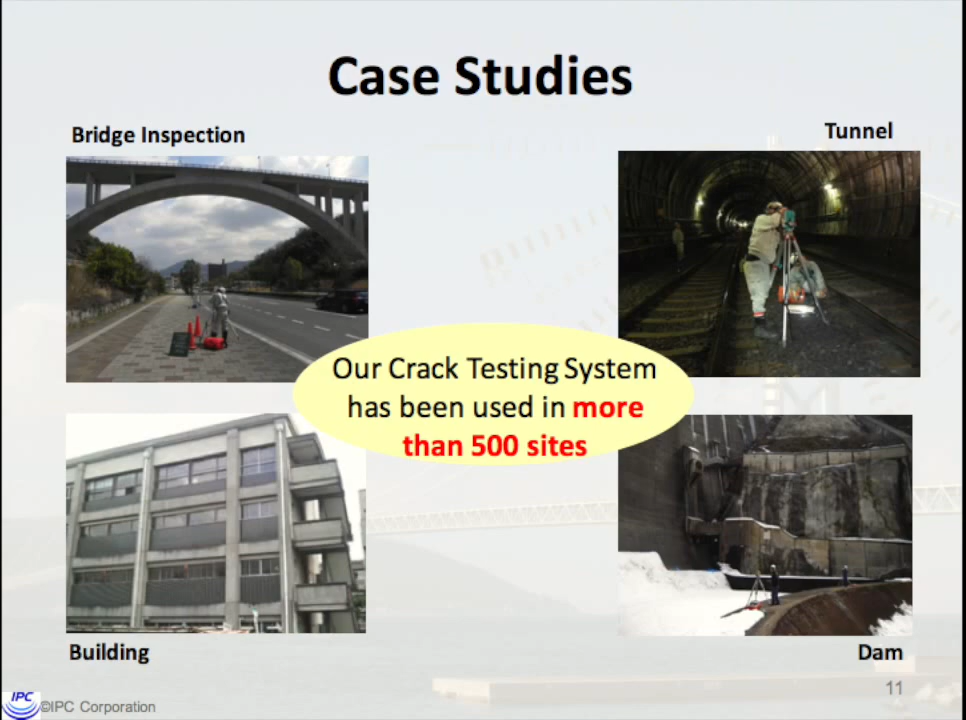 Case Studies
Bridge Inspection
Tunnel
Our Crack Testing System
has been used in more
than 500 sites
Building
Dam
11
IPC
©IPC Corporation